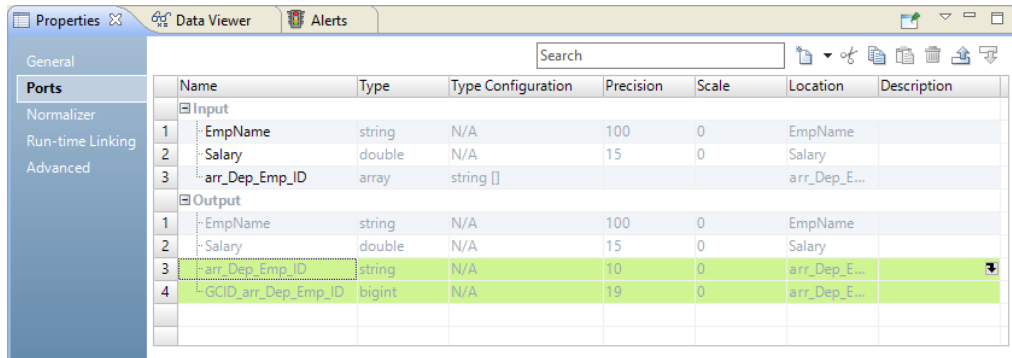 Properties Data Viewer Alerts
Search
General
Ports
Normalizer
Run-time Linking
Advanced
Name Type Type Configuration Precision Scale Location Description
Input
1 EmpName string N/A 100 0 EmpName
2 Salary double N/A 15 0 Salary
3 arr_Dep_Emp_ID array string [] arr_Dep_E...
Output
1 EmpName string N/A 100 0 EmpName
2 Salary double N/A 15 0 Salary
3 arr_Dep_Emp_ID string N/A 10 0 arr_Dep_E...
4 GCID_arr_Dep_Emp_ID bigint N/A 19 0 arr_Dep_E...